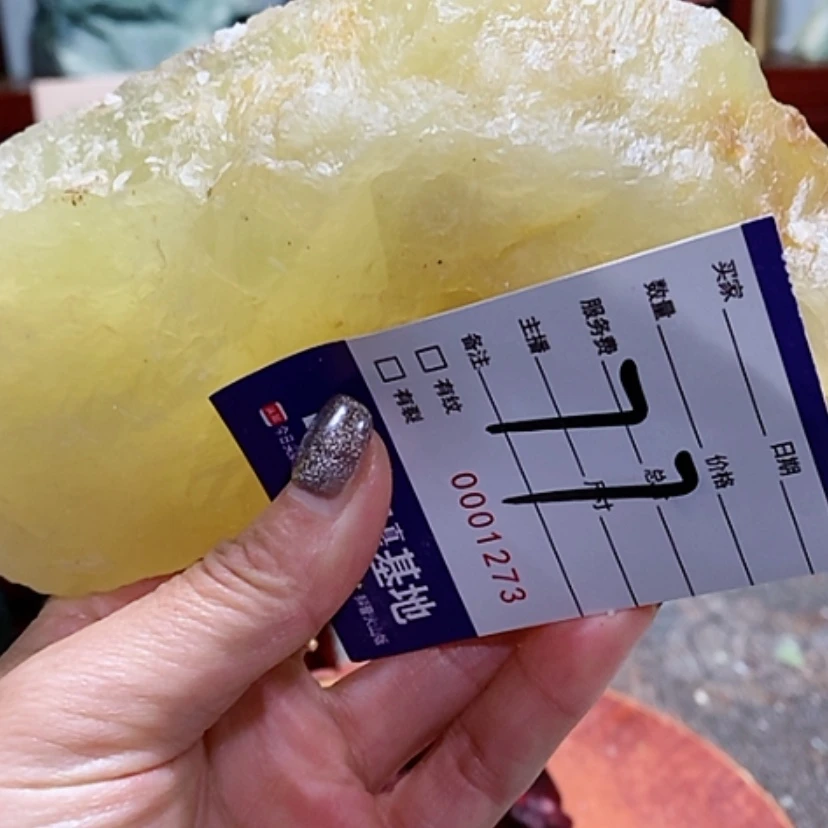 买家 日期
数量 价格
服务费 总
主播 尺寸
备注
□ 有纹
□ 有裂
77
0001273
基地